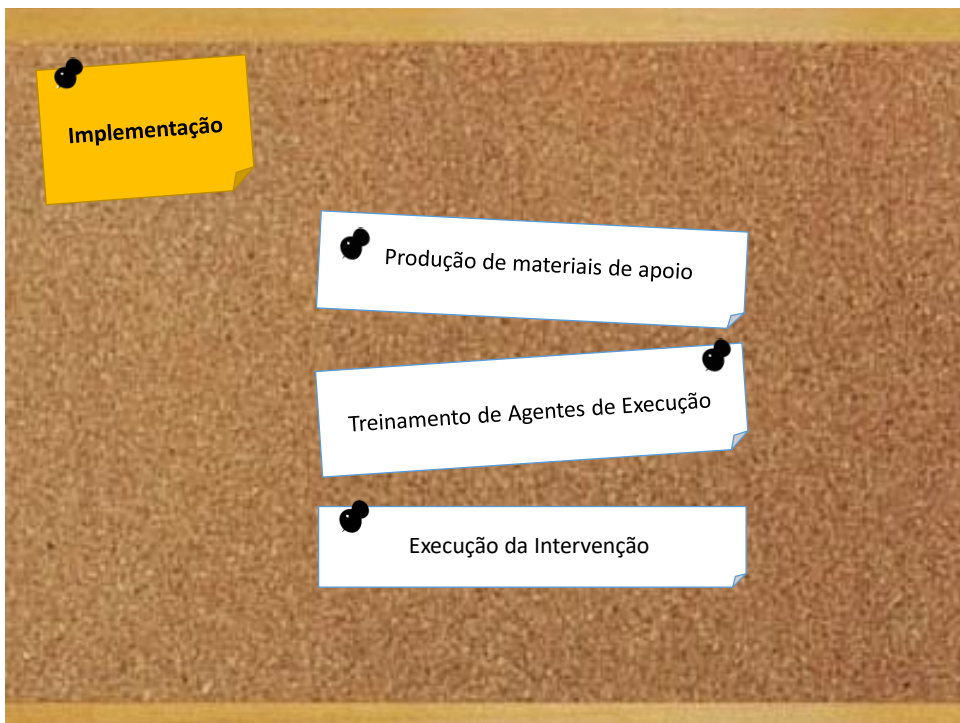 Implementação
Produção de materiais de apoio
Treinamento de Agentes de Execução
Execução da Intervenção